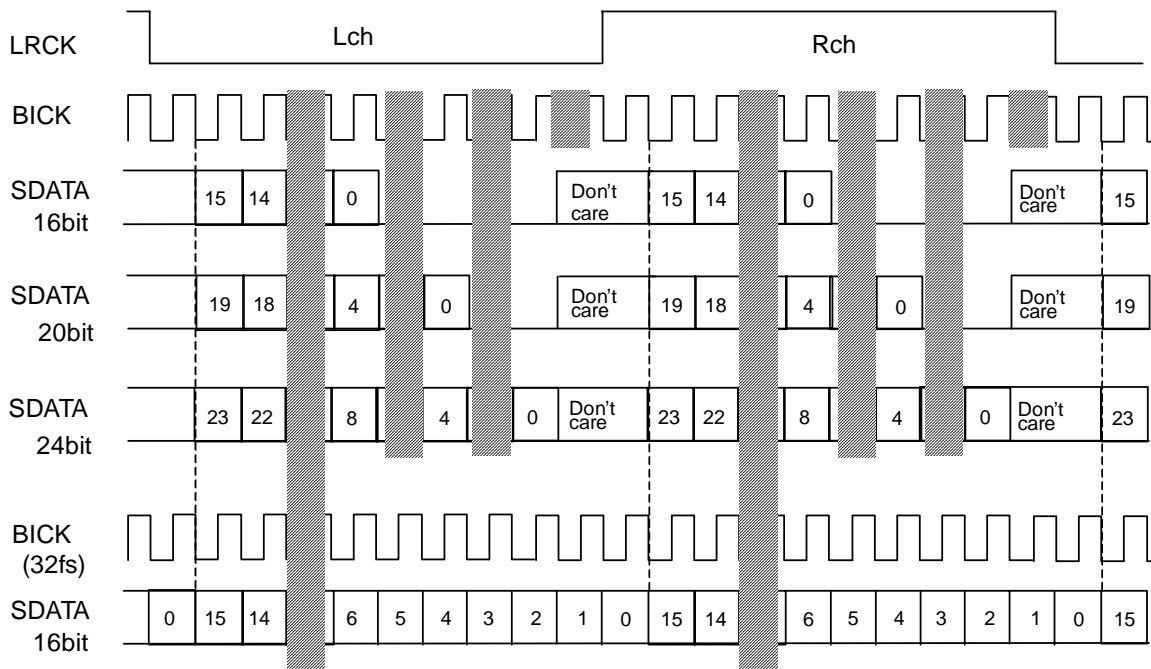 LRCK Lch Rch
BICK
SDATA 15 14 0 Don't 15 14 0 Don't 15
16bit care care
SDATA 19 18 4 0 Don't 19 18 4 0 Don't 19
20bit care care
SDATA 23 22 8 4 0 Don't 23 22 8 4 0 Don't 23
24bit care care
BICK
(32fs)
SDATA 0 15 14 6 5 4 3 2 1 0 15 14 6 5 4 3 2 1 0 15
16bit